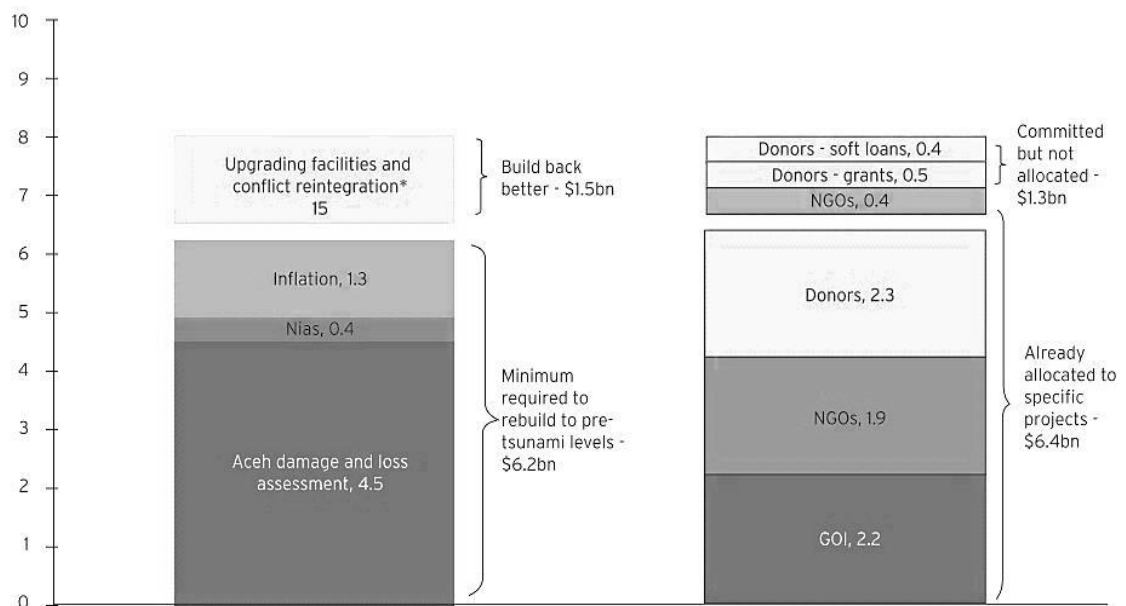 10
9
8
7
6
5
4
3
2
1
0
Upgrading facilities and
conflict reintegration*
15
Build back
better - $1.5bn
Inflation, 1.3
Nias, 0.4
Aceh damage and loss
assessment, 4.5
Minimum
required to
rebuild to pre-
tsunami levels -
$6.2bn
Donors - soft loans, 0.4
Donors - grants, 0.5
NGOs, 0.4
Committed
but not
allocated -
$1.3bn
Donors, 2.3
NGOs, 1.9
GOI, 2.2
Already
allocated to
specific
projects -
$6.4bn